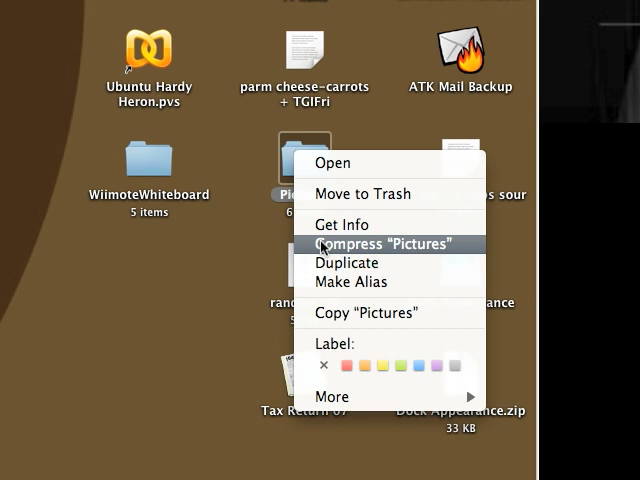 Ubuntu Hardy
Heron.pvs
parm cheese-carrots
+ TGIFri
ATK Mail Backup
WiimoteWhiteboard
5 items
sour
Open
Move to Trash
Get Info
Compress “Pictures”
Duplicate
Make Alias
Copy “Pictures”
Label:
More
Tax Return 07
Dock Appearance.zip
33 KB